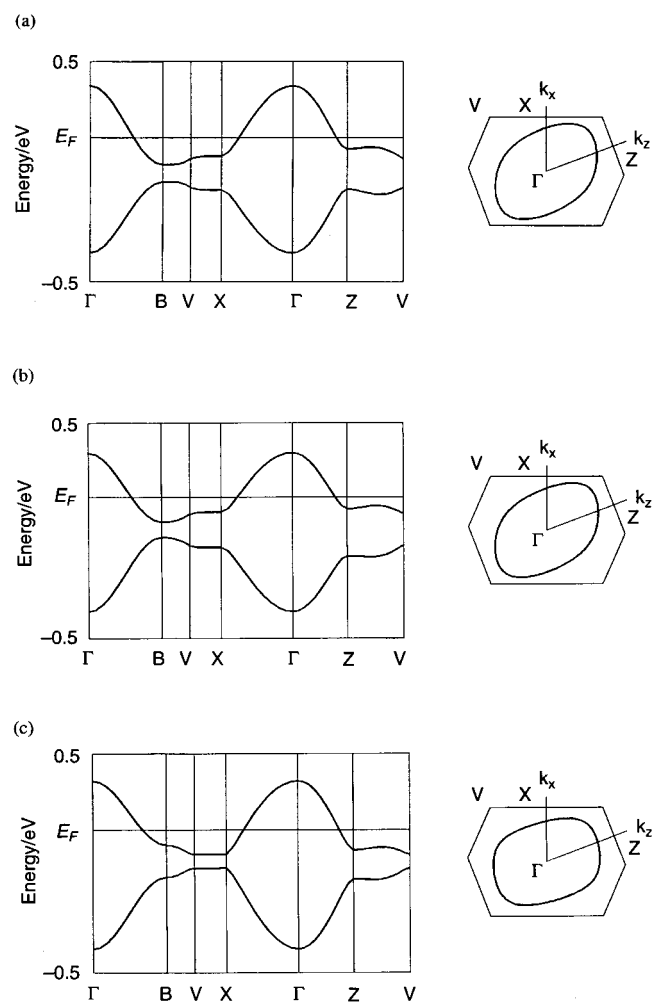 (a)
0.5
E_F
Energy/eV
−0.5
Γ B V X Γ Z V
V X k_x
k_z
Z
Γ
(b)
0.5
E_F
Energy/eV
−0.5
Γ B V X Γ Z V
V X k_x
k_z
Z
Γ
(c)
0.5
E_F
Energy/eV
−0.5
Γ B V X Γ Z V
V X k_x
k_z
Z
Γ